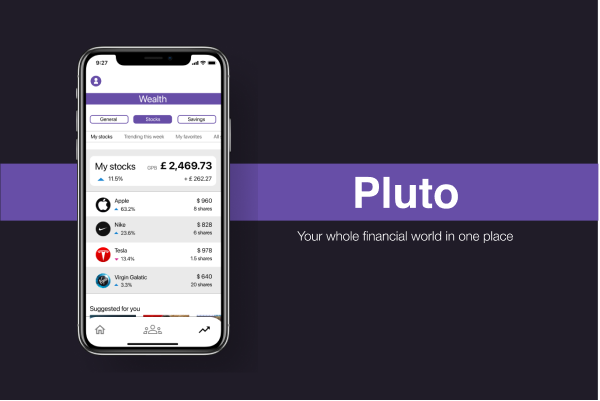 9:27
Wealth
General Stocks Savings
My stocks Trending this week My favorites All
My stocks GPB £ 2,469.73
11.5% + £ 262.27
Apple $ 960
63.2% 8 shares
Nike $ 828
23.6% 6 shares
Tesla $ 978
13.4% 1.5 shares
Virgin Galatic $ 640
3.3% 20 shares
Suggested for you
Pluto
Your whole financial world in one place